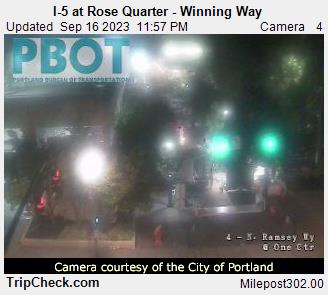 I-5 at Rose Quarter - Winning Way
Updated Sep 16 2023 11:57 PM Camera 4
PBOT
PORTLAND BUREAU OF TRANSPORTATION
4 - N. Ramsey Wy
@ One Ctr
Camera courtesy of the City of Portland
TripCheck.com Milepost302.00